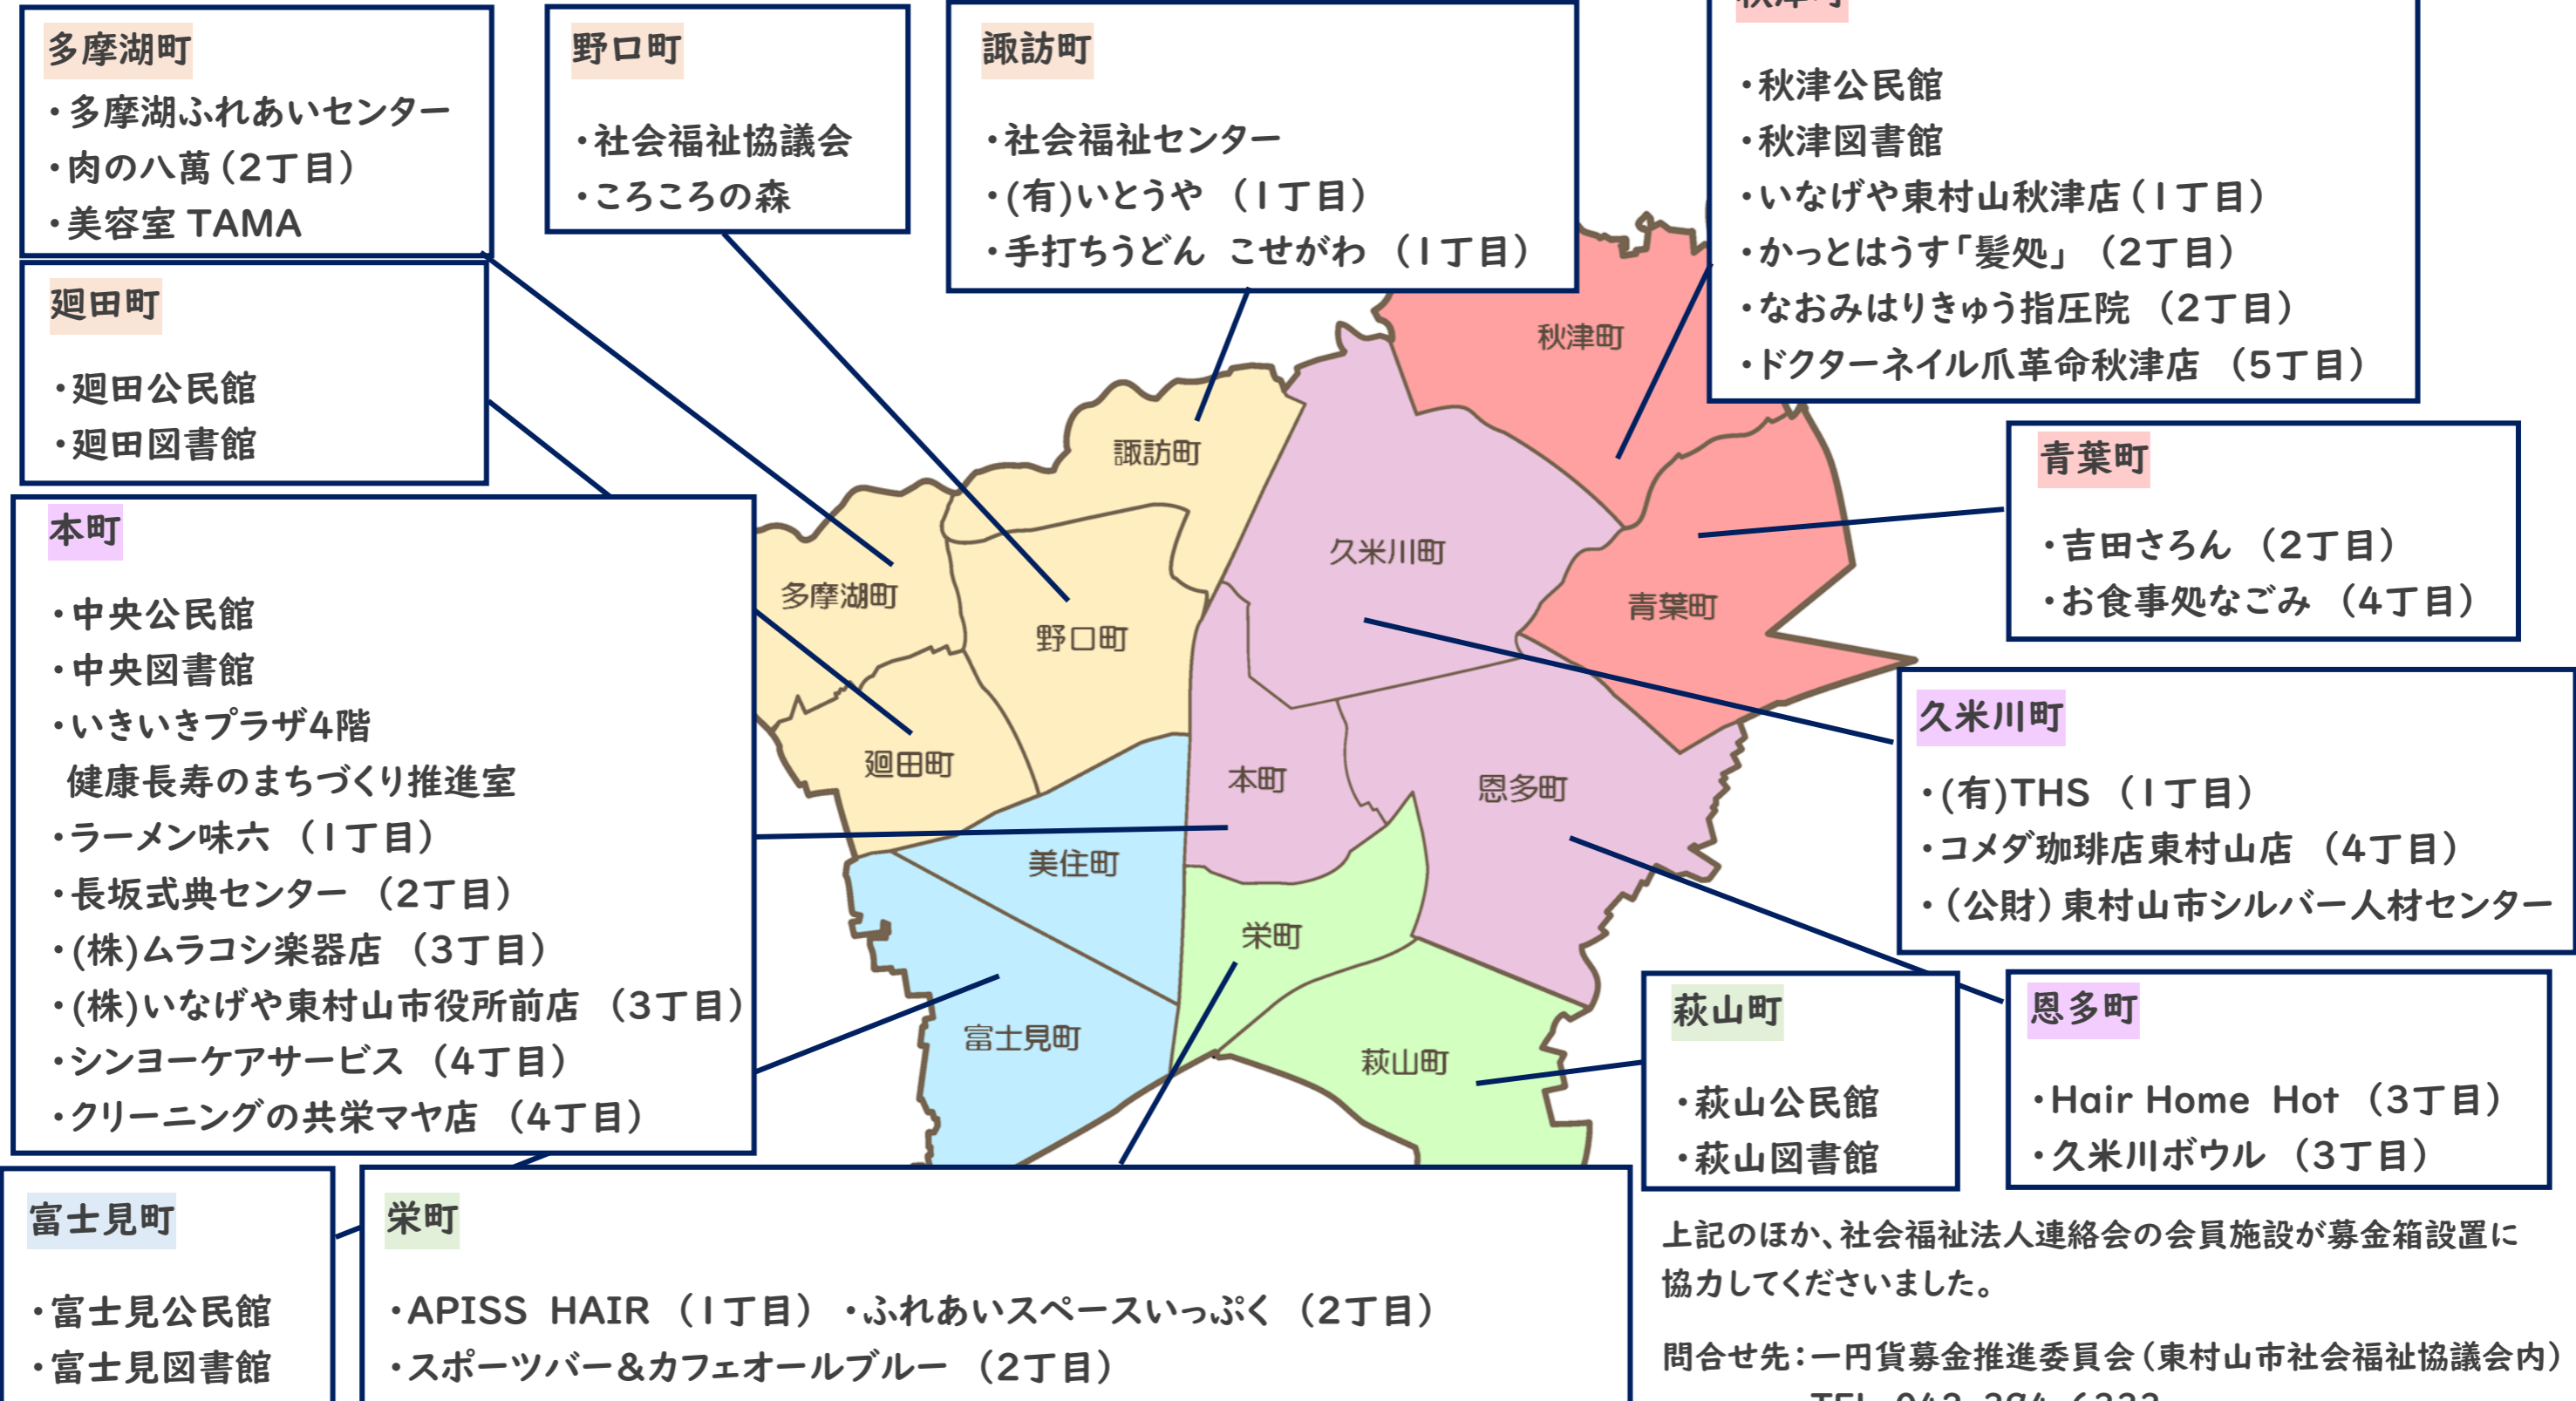 多摩湖町
・多摩湖ふれあいセンター
・肉の八萬（2丁目）
・美容室 TAMA
野口町
・社会福祉協議会
・ころころの森
諏訪町
・社会福祉センター
・(有)いとうや （1丁目）
・手打ちうどん こせがわ （1丁目）
秋津町
・秋津公民館
・秋津図書館
・いなげや東村山秋津店（1丁目）
・かっとはうす「髪処」 （2丁目）
・なおみはりきゅう指圧院 （2丁目）
・ドクターネイル爪革命秋津店 （5丁目）
廻田町
・廻田公民館
・廻田図書館
青葉町
・吉田さろん （2丁目）
・お食事処なごみ （4丁目）
本町
・中央公民館
・中央図書館
・いきいきプラザ4階
健康長寿のまちづくり推進室
・ラーメン味六 （1丁目）
・長坂式典センター （2丁目）
・(株)ムラコシ楽器店 （3丁目）
・(株)いなげや東村山市役所前店 （3丁目）
・シンヨーケアサービス （4丁目）
・クリーニングの共栄マヤ店 （4丁目）
久米川町
・(有)THS （1丁目）
・コメダ珈琲店東村山店 （4丁目）
・（公財）東村山市シルバー人材センター
秋津町
諏訪町
久米川町
多摩湖町
野口町
青葉町
廻田町
本町
恩多町
美住町
栄町
富士見町
萩山町
萩山町
・萩山公民館
・萩山図書館
恩多町
・Hair Home Hot （3丁目）
・久米川ボウル （3丁目）
富士見町
・富士見公民館
・富士見図書館
栄町
・APISS HAIR （1丁目） ・ふれあいスペースいっぷく （2丁目）
・スポーツバー&カフェオールブルー （2丁目）
上記のほか、社会福祉法人連絡会の会員施設が募金箱設置に
協力してくださいました。
問合せ先：一円貨募金推進委員会（東村山市社会福祉協議会内）